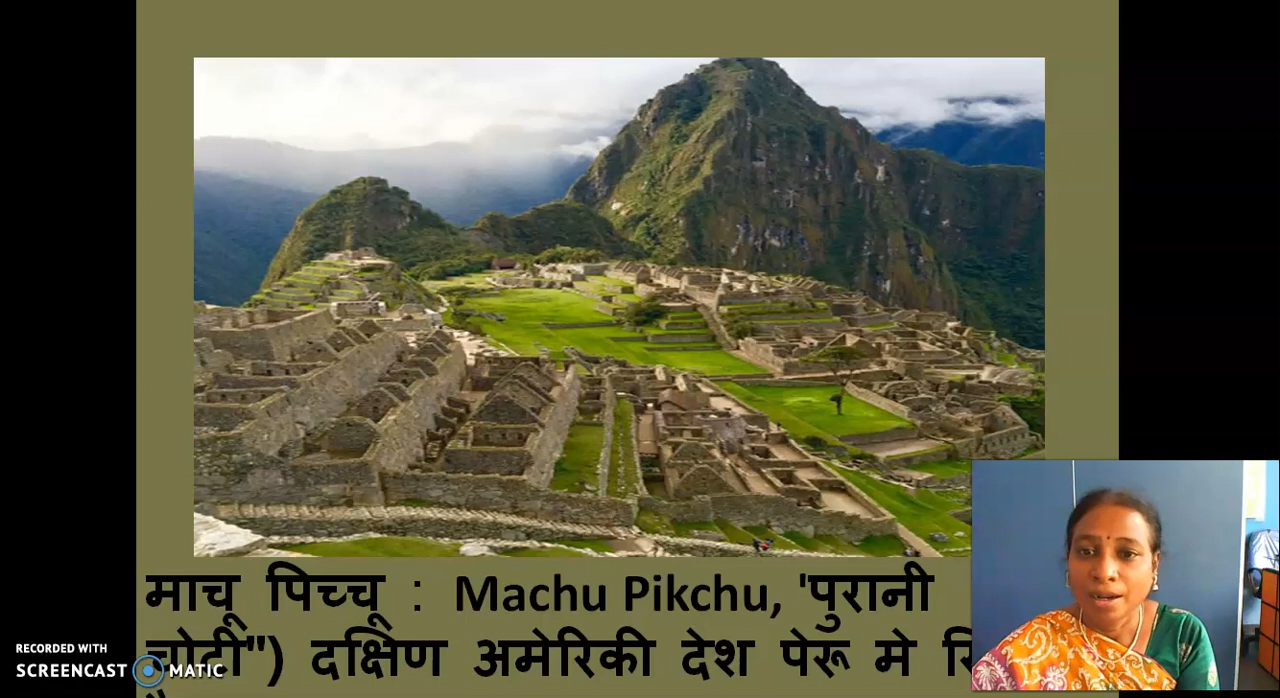 माचू पिच्चू : Machu Pikchu, 'पुरानी
चोटी") दक्षिण अमेरिकी देश पेरू मे
RECORDED WITH
SCREENCAST MATIC